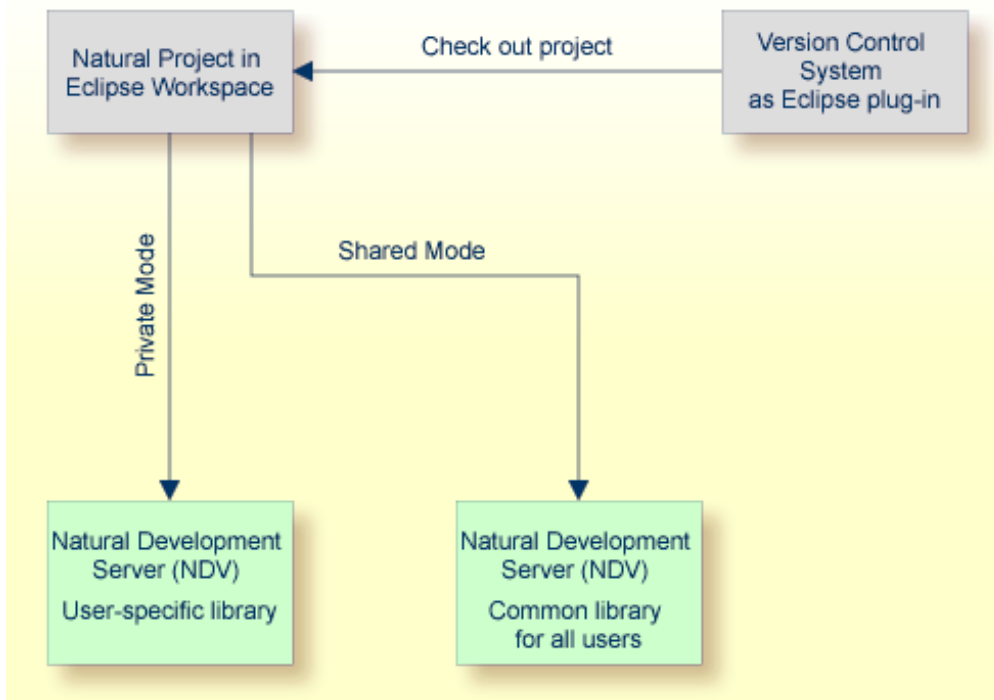 Natural Project in
Eclipse Workspace
Check out project
Version Control
System
as Eclipse plug-in
Private Mode
Shared Mode
Natural Development
Server (NDV)
User-specific library
Natural Development
Server (NDV)
Common library
for all users